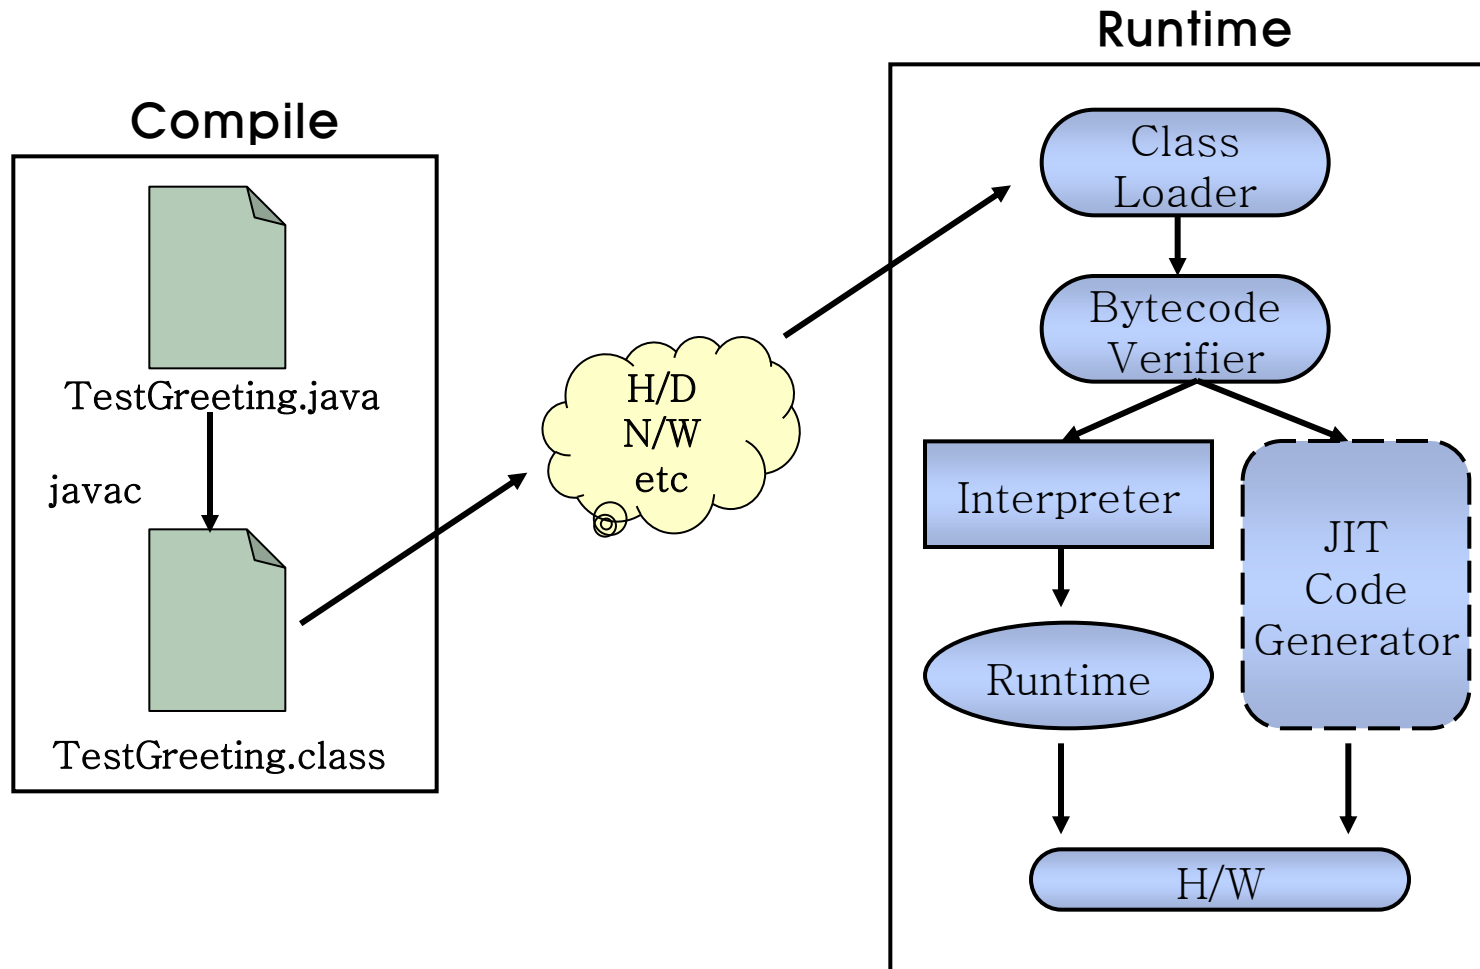 Compile
TestGreeting.java
javac
TestGreeting.class
H/D
N/W
etc
Runtime
Class
Loader
Bytecode
Verifier
Interpreter
JIT
Code
Generator
Runtime
H/W